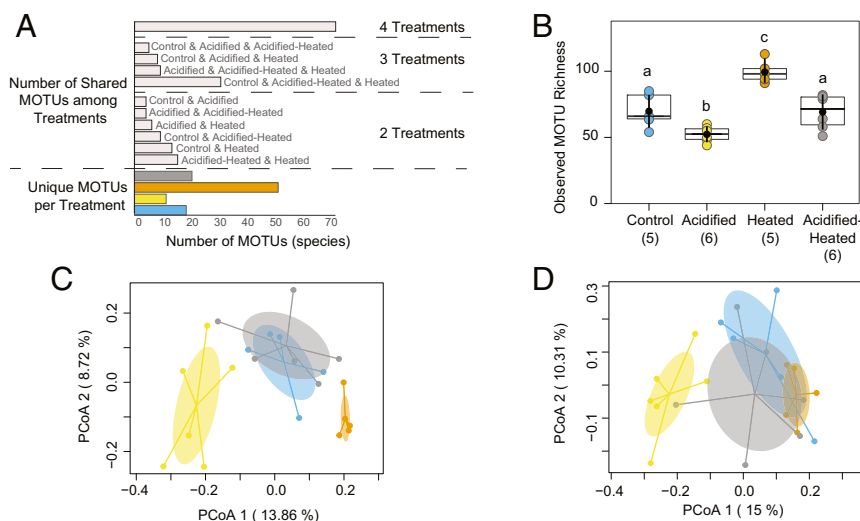 A
4 Treatments
Control & Acidified & Acidified-Heated
Control & Acidified & Heated
Acidified & Acidified-Heated & Heated
Control & Acidified-Heated & Heated
3 Treatments
Number of Shared
MOTUs among
Treatments
Control & Acidified
Acidified & Acidified-Heated
Acidified & Heated
Control & Acidified-Heated
Control & Heated
Acidified-Heated & Heated
2 Treatments
Unique MOTUs
per Treatment
0 10 20 30 40 50 60 70
Number of MOTUs (species)
B
Observed MOTU Richness
100
50
0
a
b
c
a
Control
(5)
Acidified
(6)
Heated
(5)
Acidified-
Heated
(6)
C
PCoA 2 ( 8.72 %)
0.2
0.0
−0.2
−0.4 −0.2 0.0 0.2
PCoA 1 ( 13.86 %)
D
PCoA 2 ( 10.31 %)
0.3
0.1
−0.1
−0.4 −0.2 0.0 0.2
PCoA 1 ( 15 %)